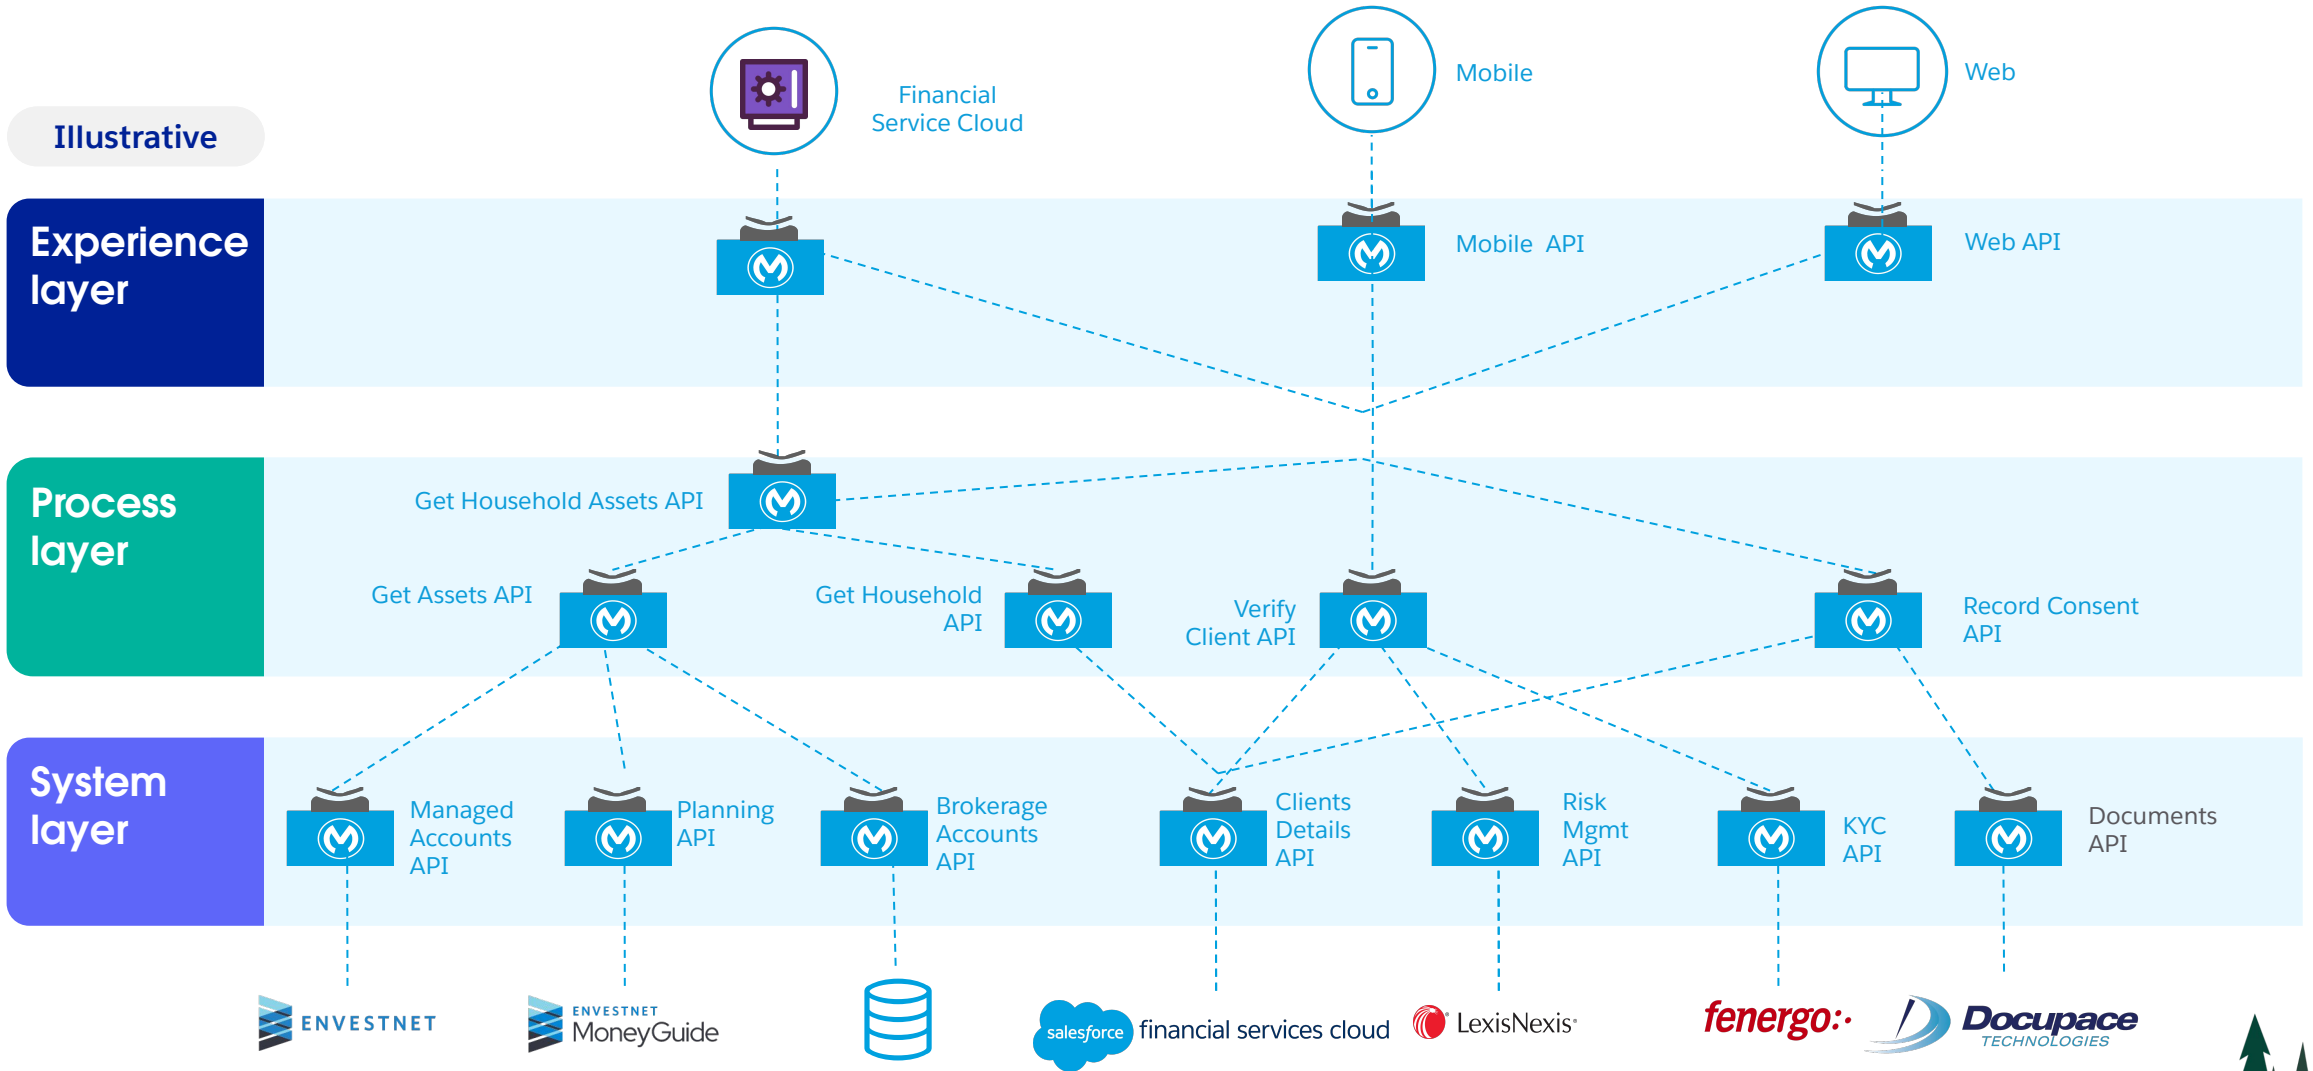 Financial
Service Cloud
Mobile
Web
Illustrative
Experience
layer
Mobile  API
Web API
Process
layer
Get Household Assets API
Get Assets API
Get Household
API
Verify
Client API
Record Consent
API
System
layer
Managed
Accounts
API
Planning
API
Brokerage
Accounts
API
Clients
Details
API
Risk
Mgmt
API
KYC
API
Documents
API
ENVESTNET
ENVESTNET
MoneyGuide
salesforce financial services cloud
LexisNexis
fenergo
Docupace
TECHNOLOGIES